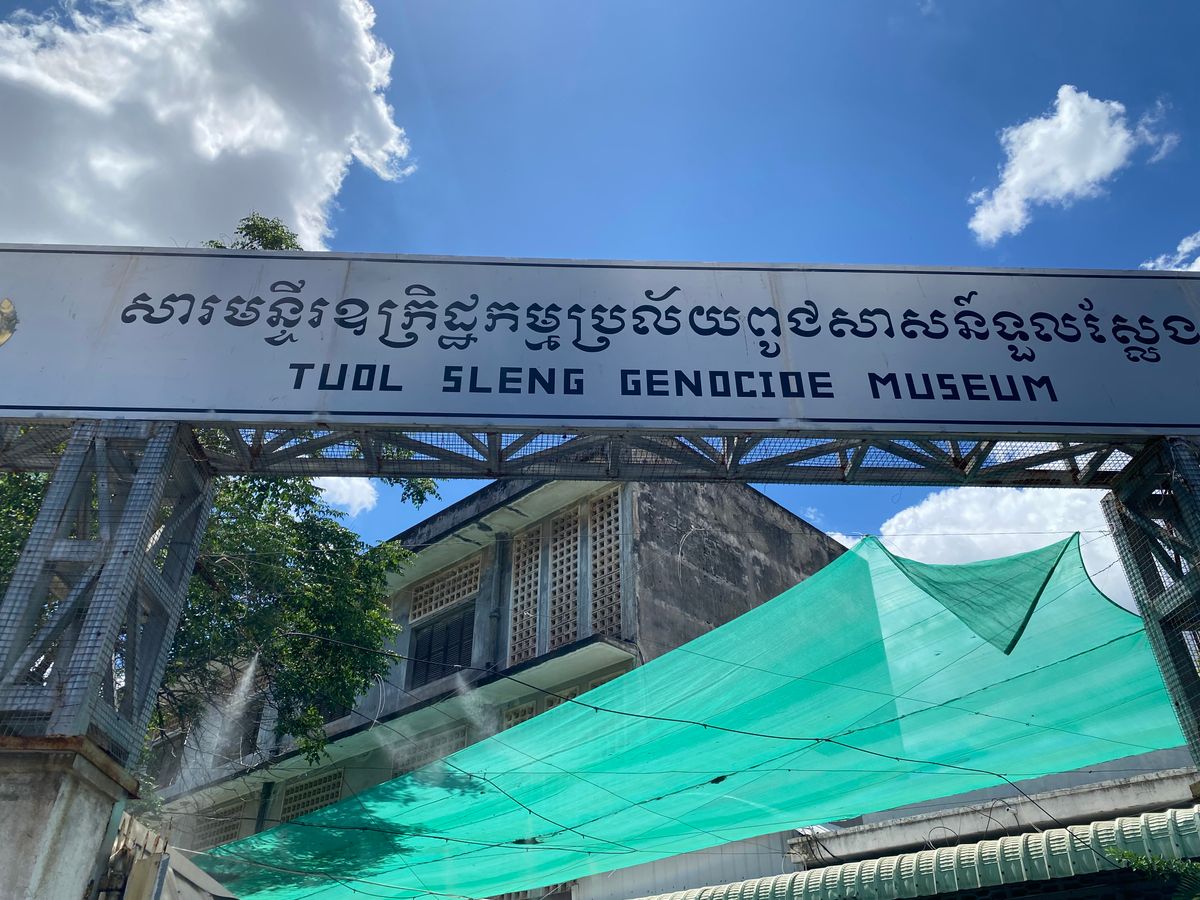 សារមន្ទីរឧក្រិដ្ឋកម្មប្រល័យពូជសាសន៍ទួលស្លែង
TUOL SLENG GENOCIDE MUSEUM